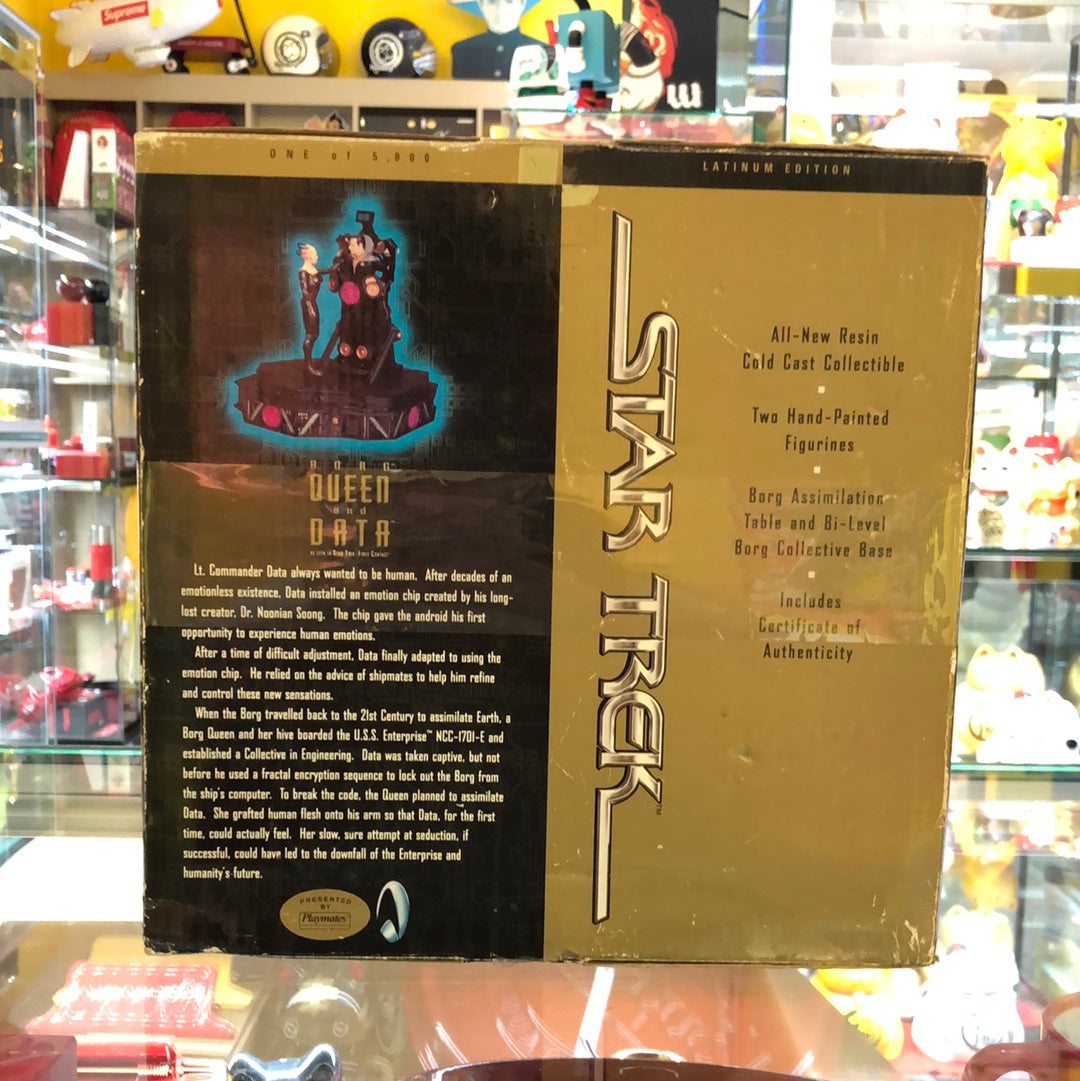 Supreme
ONE of 5,000
LATINUM EDITION
STAR TREK™
BORG
QUEEN
and
DATA™
AS SEEN IN STAR TREK: FIRST CONTACT™
Lt. Commander Data always wanted to be human. After decades of an
emotionless existence, Data installed an emotion chip created by his long-
lost creator, Dr. Noonian Soong. The chip gave the android his first
opportunity to experience human emotions.
After a time of difficult adjustment, Data finally adapted to using the
emotion chip. He relied on the advice of shipmates to help him refine
and control these new sensations.
When the Borg travelled back to the 21st Century to assimilate Earth, a
Borg Queen and her hive boarded the U.S.S. Enterprise™ NCC-1701-E and
established a Collective in Engineering. Data was taken captive, but not
before he used a fractal encryption sequence to lock out the Borg from
the ship's computer. To break the code, the Queen planned to assimilate
Data. She grafted human flesh onto his arm so that Data, for the first
time, could actually feel. Her slow, sure attempt at seduction, if
successful, could have led to the downfall of the Enterprise and
humanity's future.
PRESENTED
BY
Playmates
All-New Resin
Cold Cast Collectible
Two Hand-Painted
Figurines
Borg Assimilation
Table and Bi-Level
Borg Collective Base
Includes
Certificate of
Authenticity